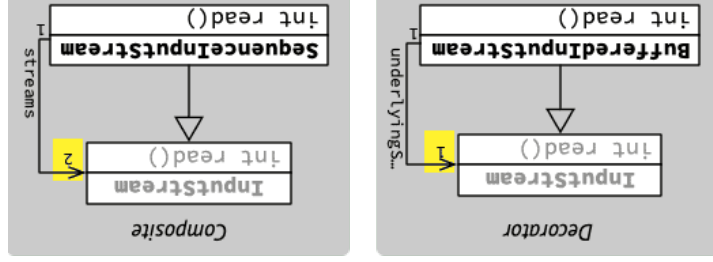 Decorator
InputStream
int read()
1
underlyingS...
BufferedInputStream
1
int read()
Composite
InputStream
int read()
2
streams
SequenceInputStream
1
int read()